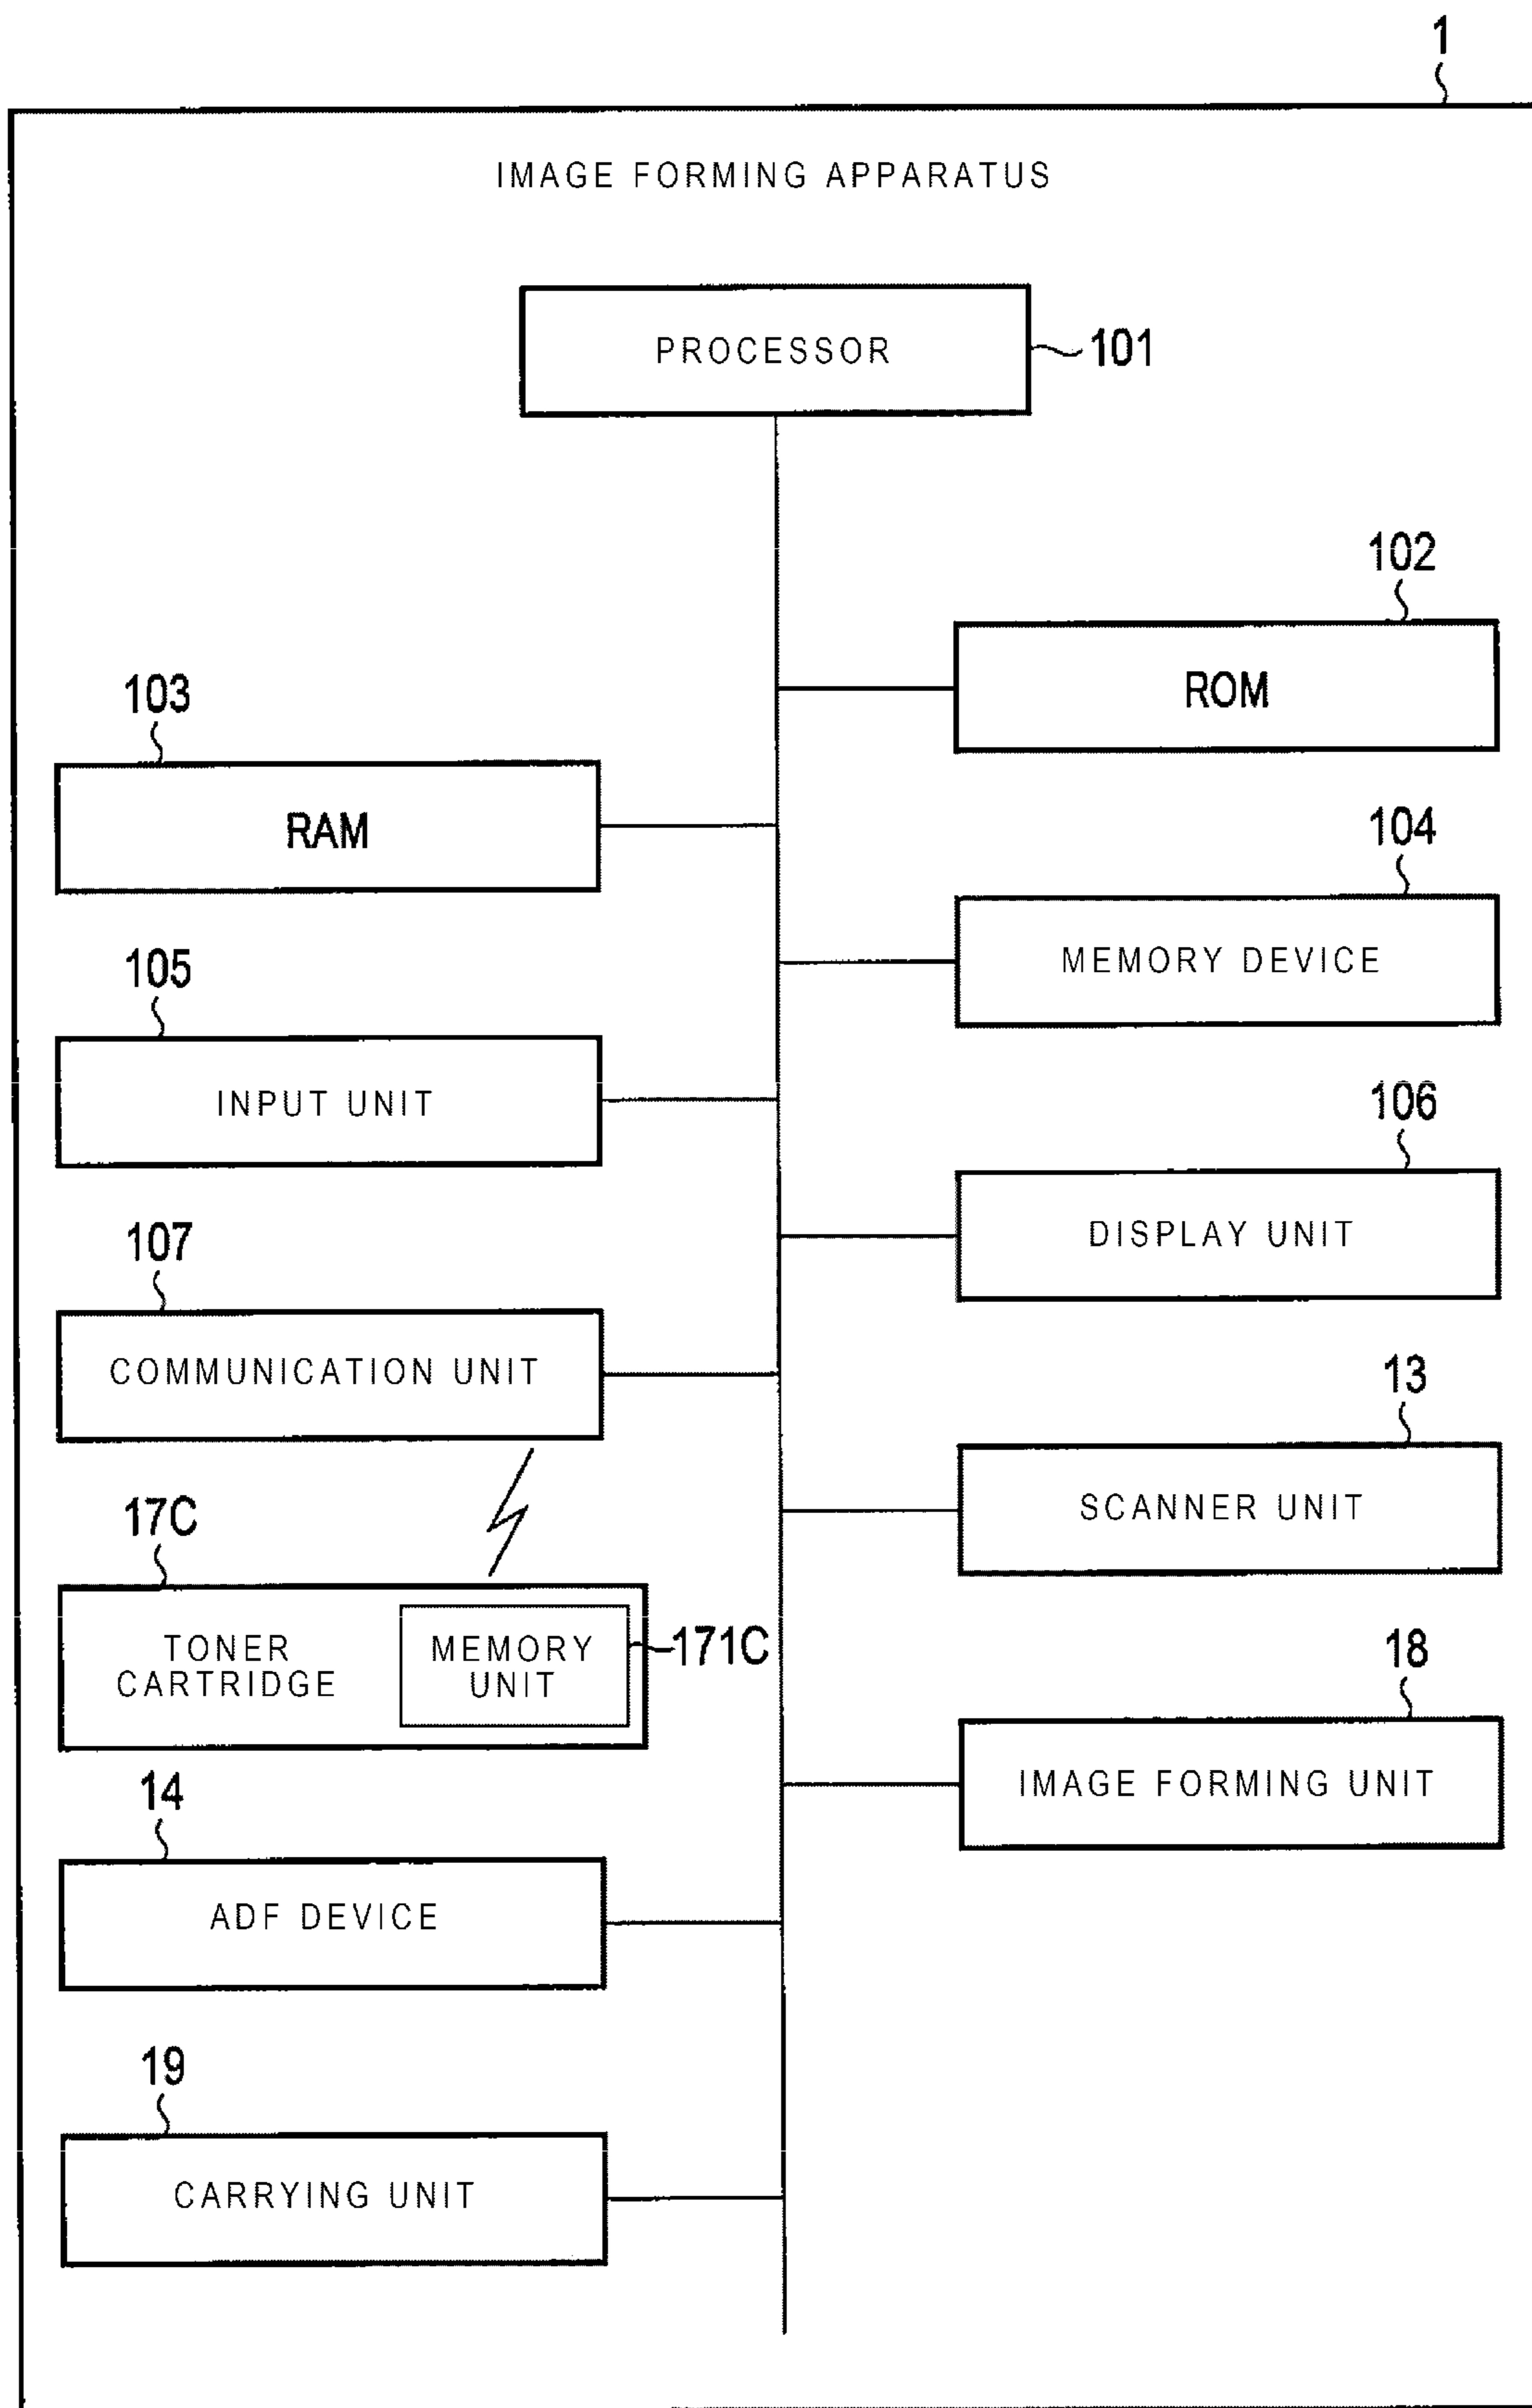 1
IMAGE FORMING APPARATUS
PROCESSOR
101
102
ROM
103
RAM
104
MEMORY DEVICE
105
INPUT UNIT
106
DISPLAY UNIT
107
COMMUNICATION UNIT
13
SCANNER UNIT
17C
TONER
CARTRIDGE
MEMORY
UNIT
171C
18
IMAGE FORMING UNIT
14
ADF DEVICE
19
CARRYING UNIT